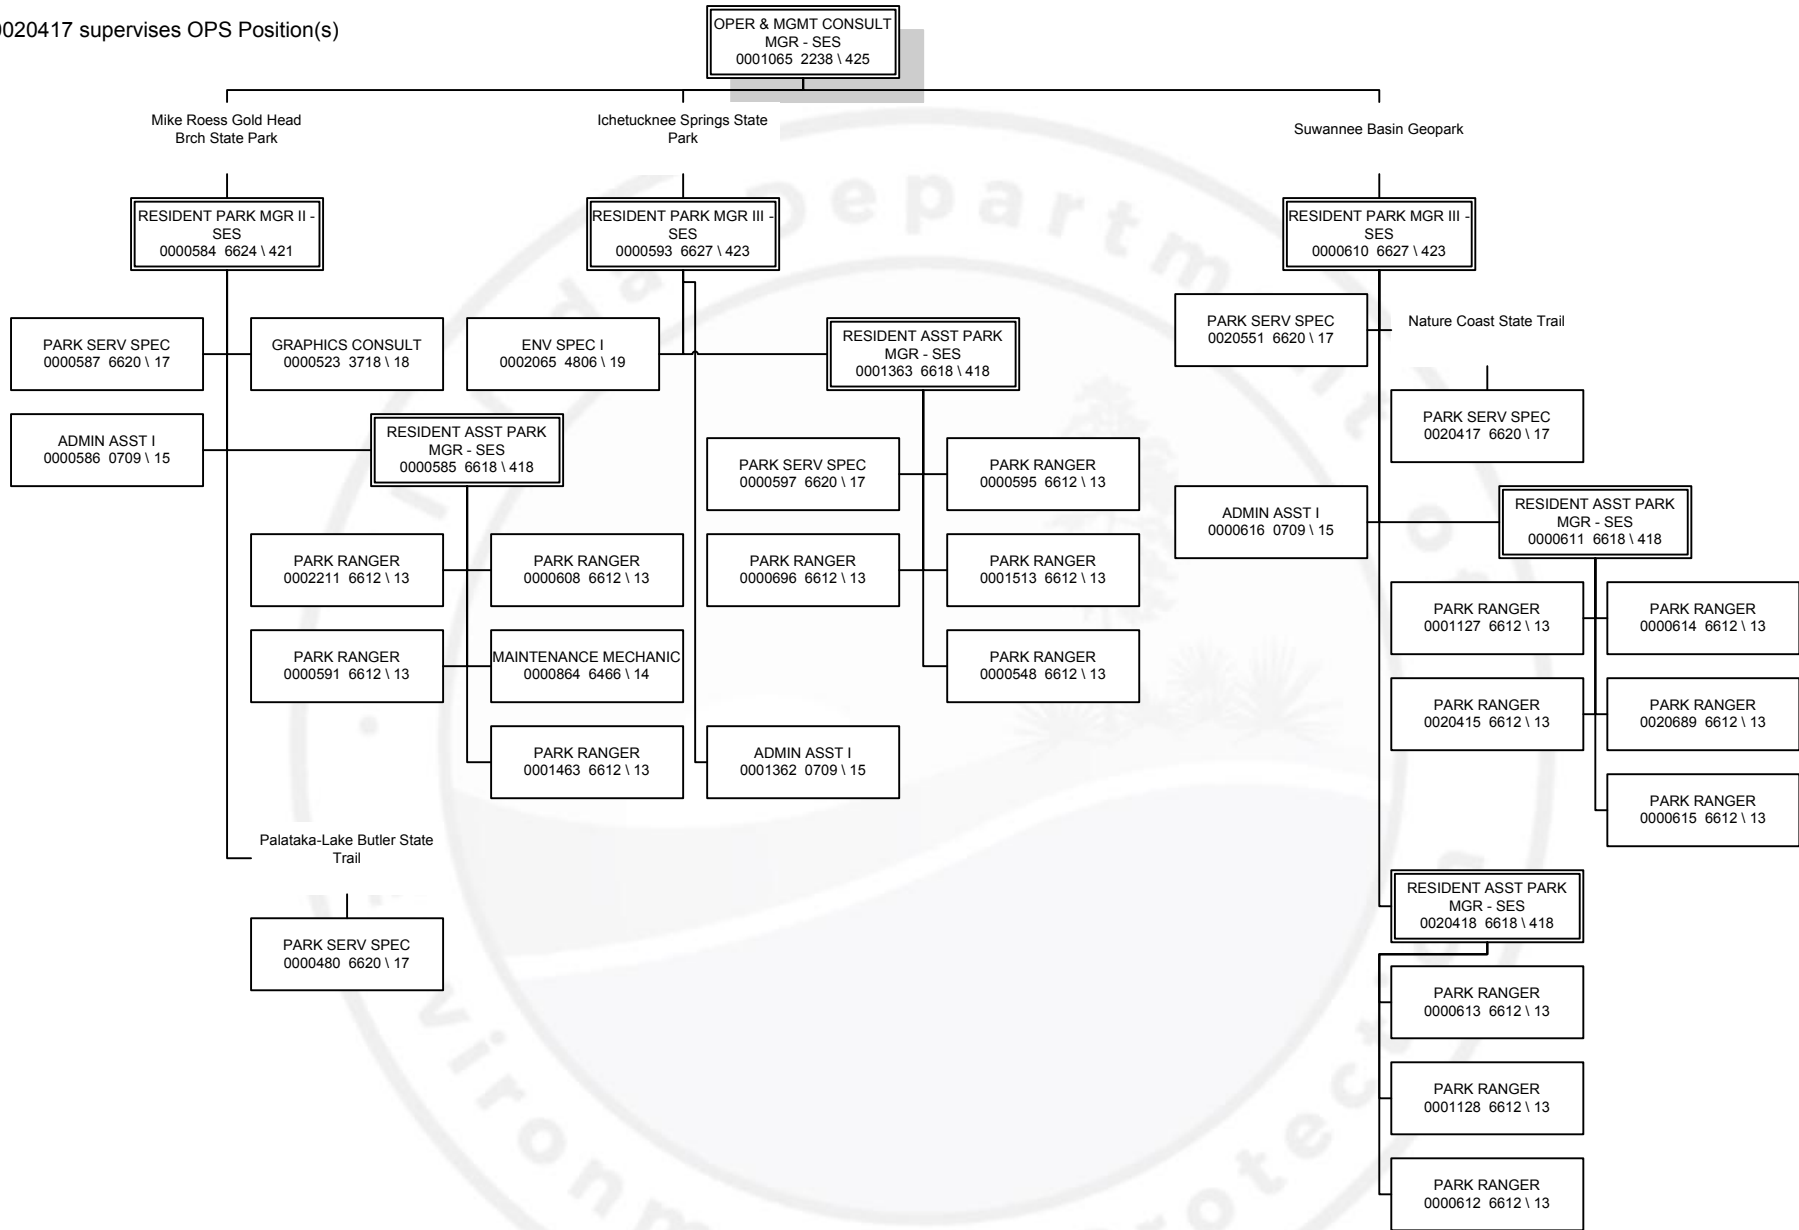 0020417 supervises OPS Position(s)
OPER & MGMT CONSULT
MGR - SES
0001065 2238 \ 425
Mike Roess Gold Head
Brch State Park
Ichetucknee Springs State
Park
Suwannee Basin Geopark
RESIDENT PARK MGR II -
SES
0000584 6624 \ 421
RESIDENT PARK MGR III -
SES
0000593 6627 \ 423
RESIDENT PARK MGR III -
SES
0000610 6627 \ 423
PARK SERV SPEC
0000587 6620 \ 17
GRAPHICS CONSULT
0000523 3718 \ 18
ENV SPEC I
0002065 4806 \ 19
RESIDENT ASST PARK
MGR - SES
0001363 6618 \ 418
PARK SERV SPEC
0020551 6620 \ 17
Nature Coast State Trail
ADMIN ASST I
0000586 0709 \ 15
RESIDENT ASST PARK
MGR - SES
0000585 6618 \ 418
PARK SERV SPEC
0000597 6620 \ 17
PARK RANGER
0000595 6612 \ 13
PARK SERV SPEC
0020417 6620 \ 17
ADMIN ASST I
0000616 0709 \ 15
RESIDENT ASST PARK
MGR - SES
0000611 6618 \ 418
PARK RANGER
0002211 6612 \ 13
PARK RANGER
0000608 6612 \ 13
PARK RANGER
0000696 6612 \ 13
PARK RANGER
0001513 6612 \ 13
PARK RANGER
0001127 6612 \ 13
PARK RANGER
0000614 6612 \ 13
PARK RANGER
0000591 6612 \ 13
MAINTENANCE MECHANIC
0000864 6466 \ 14
PARK RANGER
0000548 6612 \ 13
PARK RANGER
0020415 6612 \ 13
PARK RANGER
0020689 6612 \ 13
PARK RANGER
0001463 6612 \ 13
ADMIN ASST I
0001362 0709 \ 15
PARK RANGER
0000615 6612 \ 13
Palataka-Lake Butler State
Trail
RESIDENT ASST PARK
MGR - SES
0020418 6618 \ 418
PARK SERV SPEC
0000480 6620 \ 17
PARK RANGER
0000613 6612 \ 13
PARK RANGER
0001128 6612 \ 13
PARK RANGER
0000612 6612 \ 13